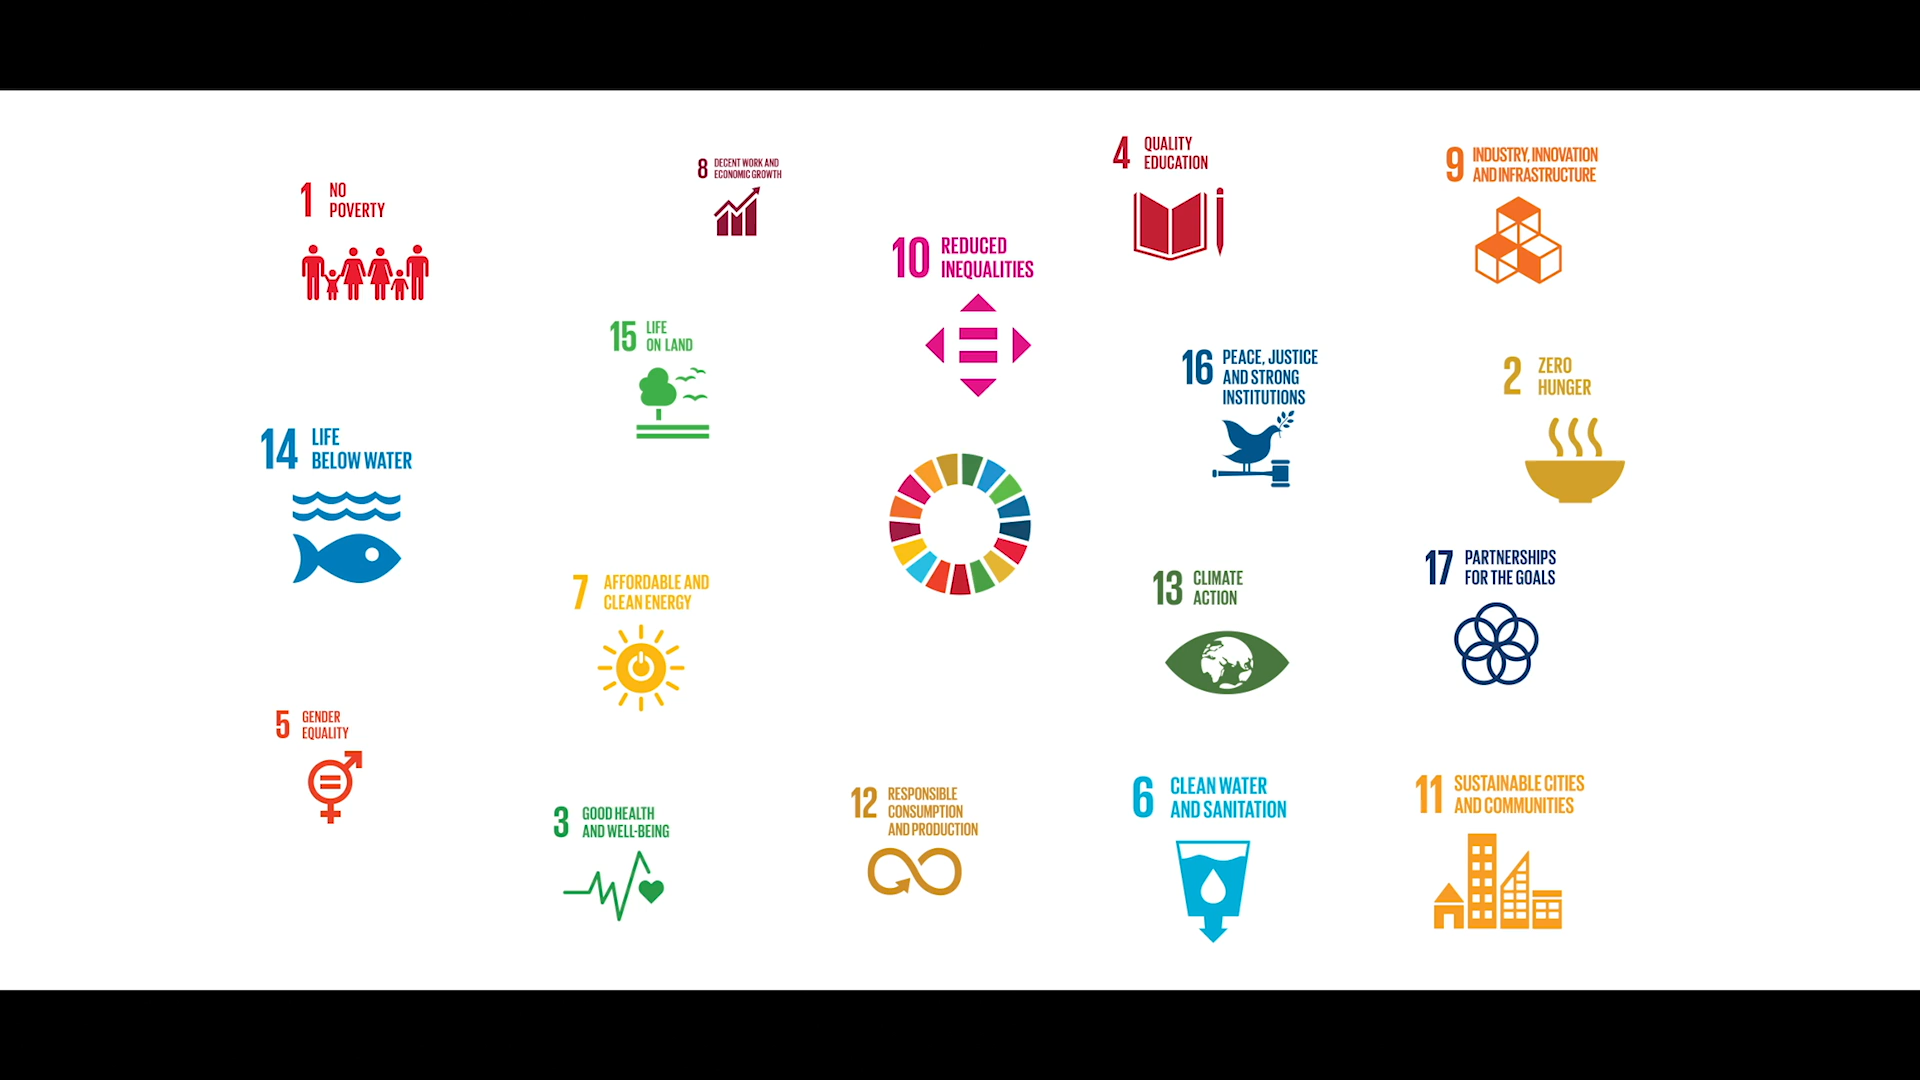 1 NO
POVERTY
8 DECENT WORK AND
ECONOMIC GROWTH
4 QUALITY
EDUCATION
9 INDUSTRY, INNOVATION
AND INFRASTRUCTURE
10 REDUCED
INEQUALITIES
15 LIFE
ON LAND
16 PEACE, JUSTICE
AND STRONG
INSTITUTIONS
2 ZERO
HUNGER
14 LIFE
BELOW WATER
7 AFFORDABLE AND
CLEAN ENERGY
13 CLIMATE
ACTION
17 PARTNERSHIPS
FOR THE GOALS
5 GENDER
EQUALITY
3 GOOD HEALTH
AND WELL-BEING
12 RESPONSIBLE
CONSUMPTION
AND PRODUCTION
6 CLEAN WATER
AND SANITATION
11 SUSTAINABLE CITIES
AND COMMUNITIES